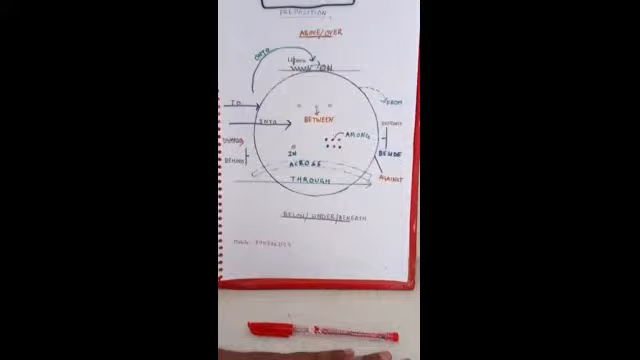 PREPOSITION
ABOVE/OVER
ONTO
Upon
ON
TO
FROM
INTO
BETWEEN
AMONG
BESIDE
BEHIND
IN
ACROSS
THROUGH
AGAINST
BELOW/UNDER/BENEATH